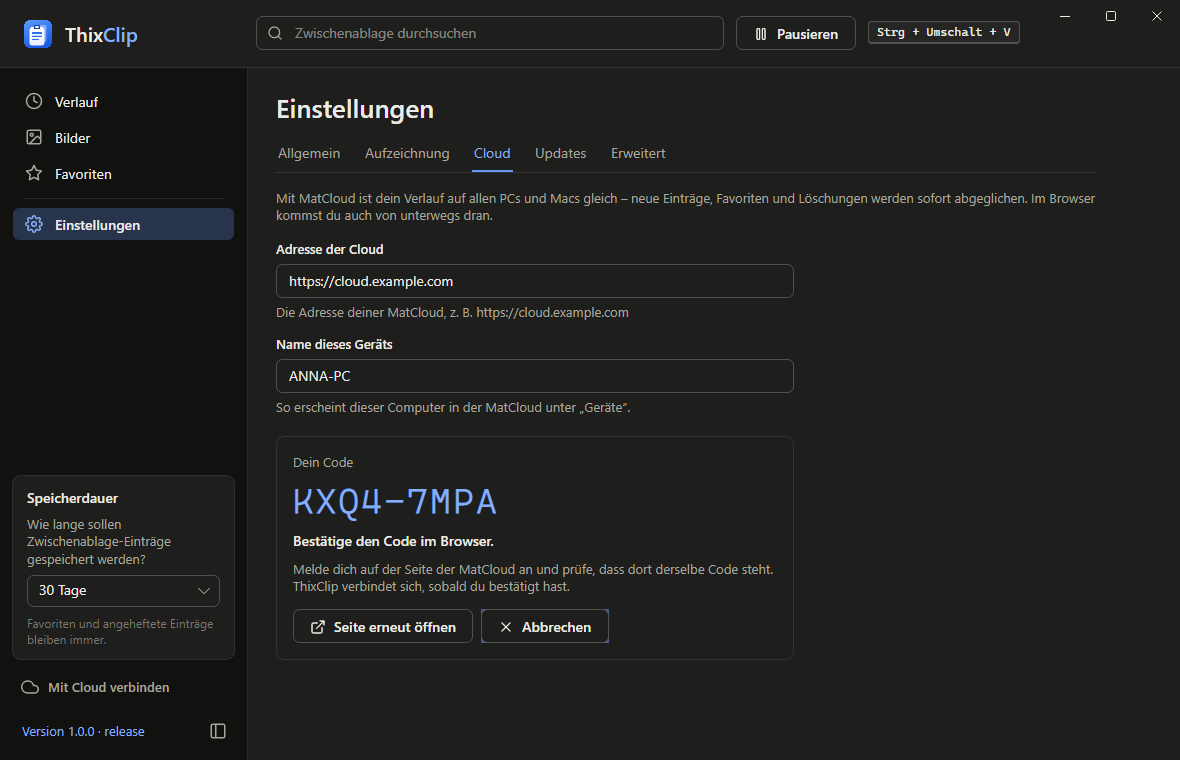 ThixClip
Zwischenablage durchsuchen
Pausieren
Strg + Umschalt + V
Verlauf
Bilder
Favoriten
Einstellungen
Speicherdauer
Wie lange sollen
Zwischenablage-Einträge
gespeichert werden?
30 Tage
Favoriten und angeheftete Einträge
bleiben immer.
Mit Cloud verbinden
Version 1.0.0 · release
Einstellungen
Allgemein
Aufzeichnung
Cloud
Updates
Erweitert
Mit MatCloud ist dein Verlauf auf allen PCs und Macs gleich – neue Einträge, Favoriten und Löschungen werden sofort abgeglichen. Im Browser
kommst du auch von unterwegs dran.
Adresse der Cloud
https://cloud.example.com
Die Adresse deiner MatCloud, z. B. https://cloud.example.com
Name dieses Geräts
ANNA-PC
So erscheint dieser Computer in der MatCloud unter „Geräte“.
Dein Code
KXQ4-7MPA
Bestätige den Code im Browser.
Melde dich auf der Seite der MatCloud an und prüfe, dass dort derselbe Code steht.
ThixClip verbindet sich, sobald du bestätigt hast.
Seite erneut öffnen
Abbrechen